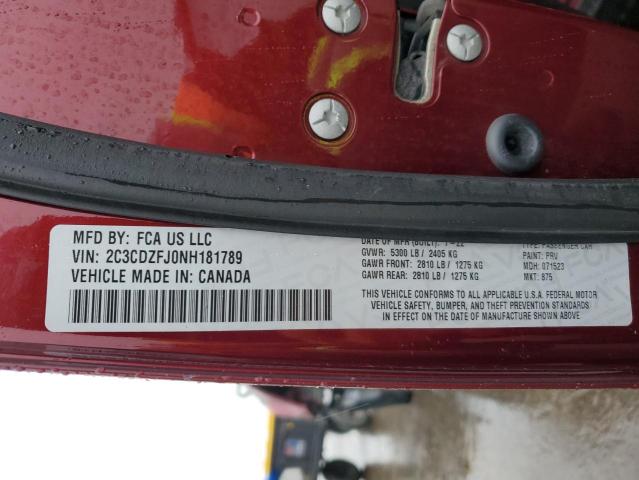 MFD BY: FCA US LLC
VIN: 2C3CDZFJ0NH181789
VEHICLE MADE IN: CANADA
DATE OF MFR (BUILT): 1-22
GVWR: 5300 LB / 2405 KG
GAWR FRONT: 2810 LB / 1275 KG
GAWR REAR: 2810 LB / 1275 KG
TYPE: PASSENGER CAR
PAINT: PRV
MDH: 071523
MKT: 875
THIS VEHICLE CONFORMS TO ALL APPLICABLE U.S.A. FEDERAL MOTOR
VEHICLE SAFETY, BUMPER, AND THEFT PREVENTION STANDARDS
IN EFFECT ON THE DATE OF MANUFACTURE SHOWN ABOVE